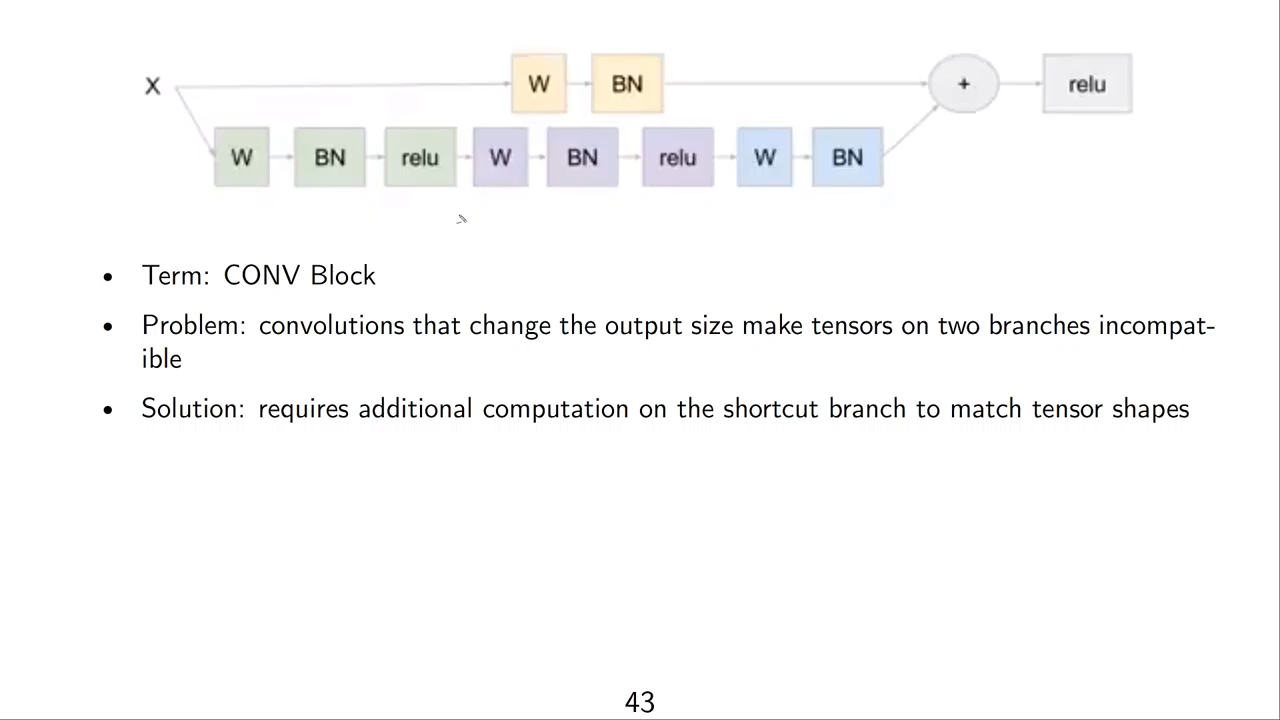 X W BN + relu
W BN relu W BN relu W BN
• Term: CONV Block
• Problem: convolutions that change the output size make tensors on two branches incompat-
ible
• Solution: requires additional computation on the shortcut branch to match tensor shapes
43